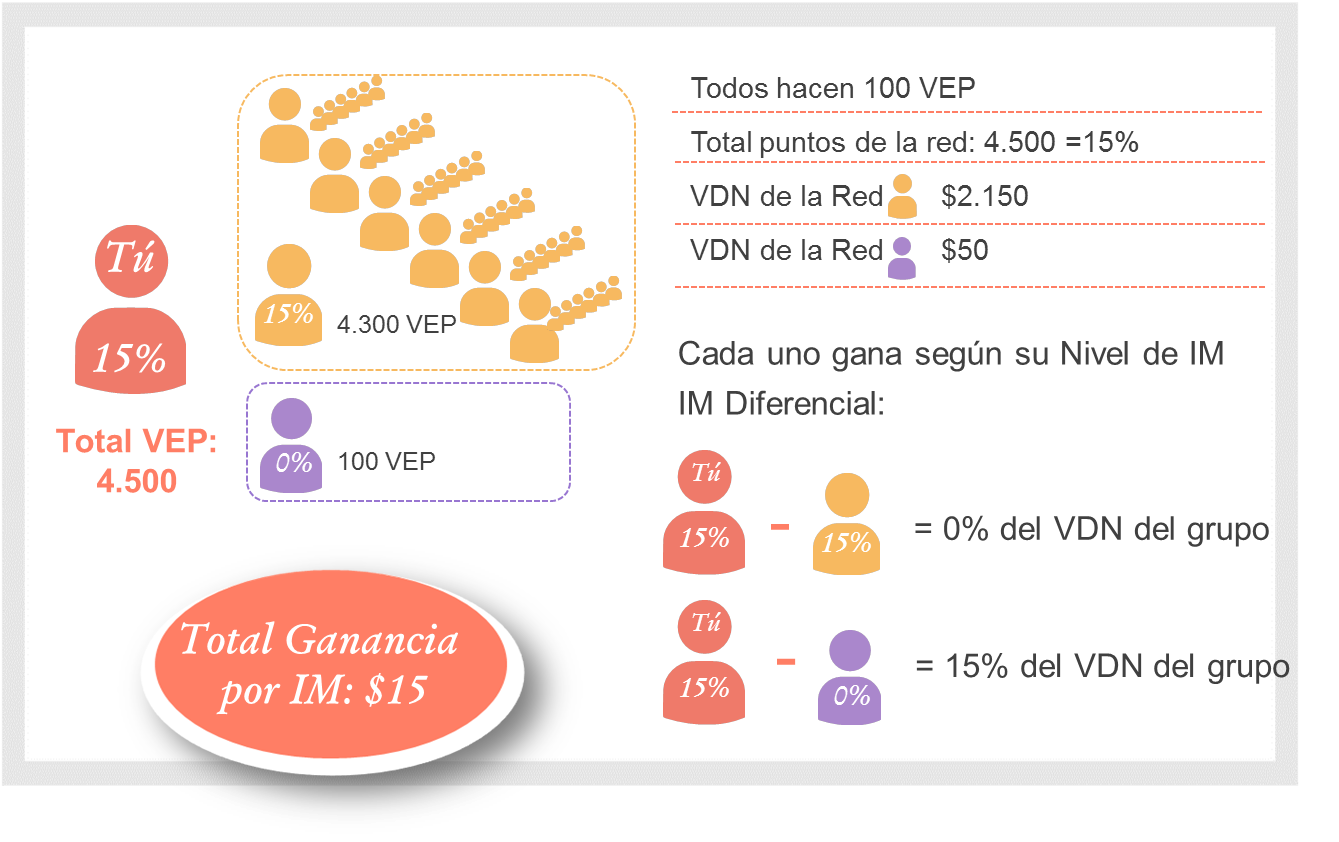 Tú
15%
Total VEP:
4.500
15%
4.300 VEP
0%
100 VEP
Total Ganancia
por IM: $15
Todos hacen 100 VEP
Total puntos de la red: 4.500 =15%
VDN de la Red $2.150
VDN de la Red $50
Cada uno gana según su Nivel de IM
IM Diferencial:
Tú
15% - 15% = 0% del VDN del grupo
Tú
15% - 0% = 15% del VDN del grupo